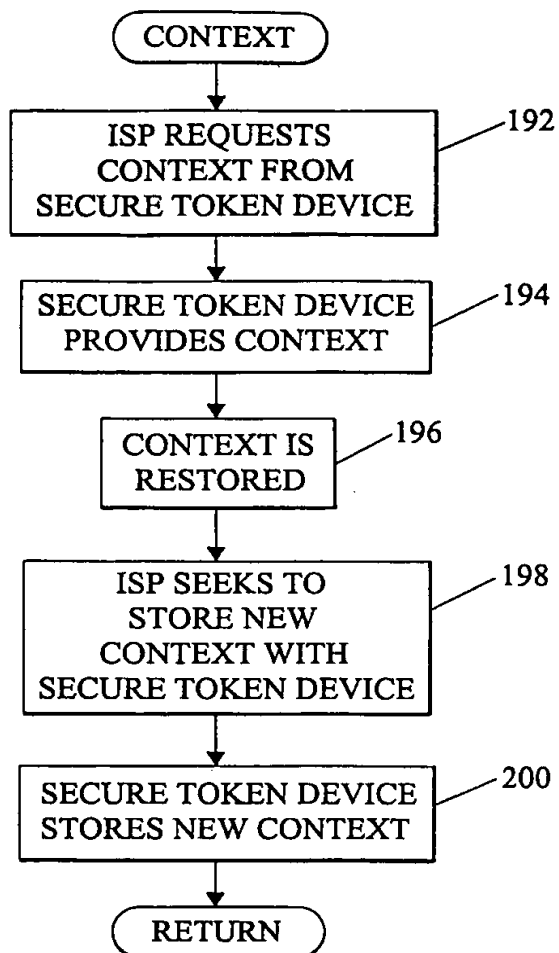 CONTEXT
ISP REQUESTS
CONTEXT FROM
SECURE TOKEN DEVICE
192
SECURE TOKEN DEVICE
PROVIDES CONTEXT
194
CONTEXT IS
RESTORED
196
ISP SEEKS TO
STORE NEW
CONTEXT WITH
SECURE TOKEN DEVICE
198
SECURE TOKEN DEVICE
STORES NEW CONTEXT
200
RETURN